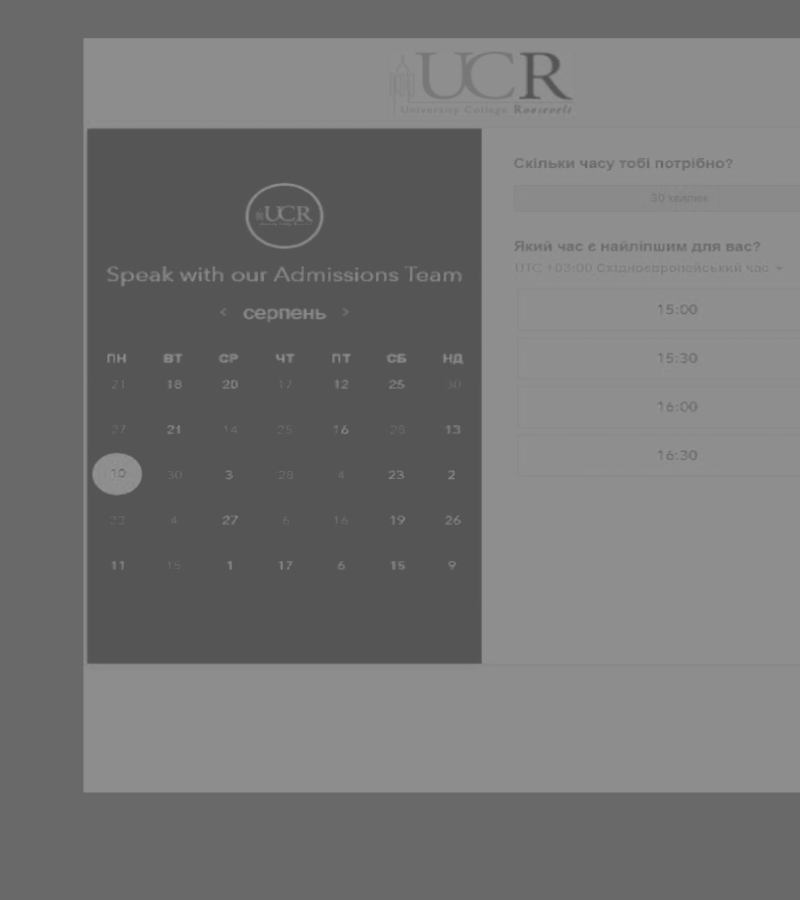 UCR
University College Roosevelt
UCR
Speak with our Admissions Team
‹ серпень ›
ПН ВТ СР ЧТ ПТ СБ НД
21 18 20 17 12 25 30
27 21 14 25 16 28 13
10 30 3 28 4 23 2
23 4 27 6 16 19 26
11 15 1 17 6 15 9
Скільки часу тобі потрібно?
30 хвилин
Який час є найліпшим для вас?
UTC +03:00 Східноєвропейський час
15:00
15:30
16:00
16:30